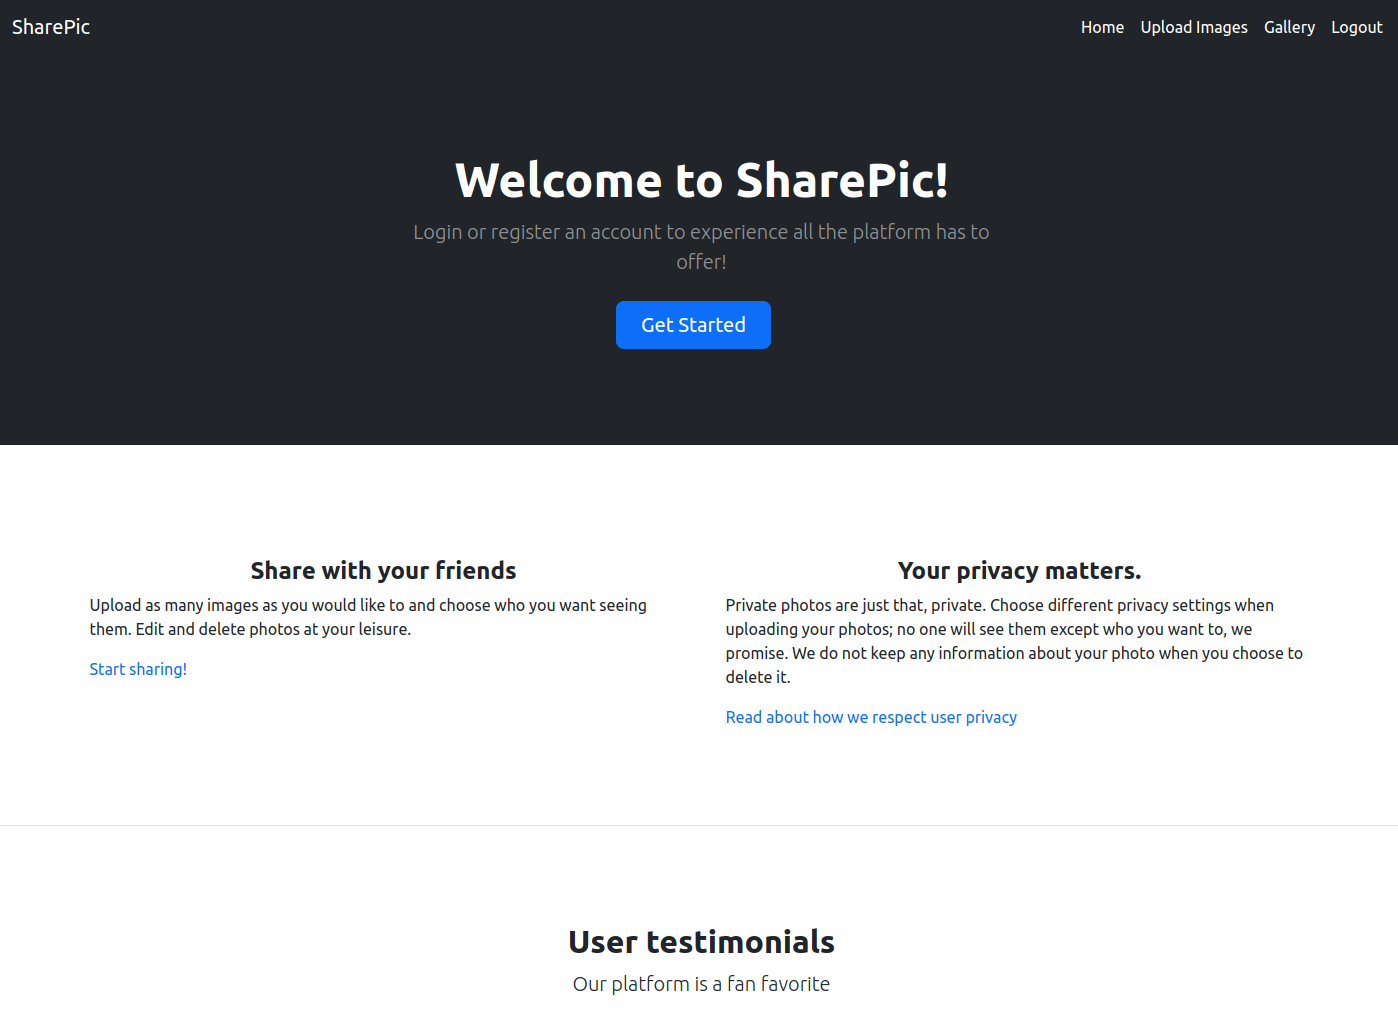 SharePic
Home Upload Images Gallery Logout
Welcome to SharePic!
Login or register an account to experience all the platform has to
offer!
Get Started
Share with your friends
Upload as many images as you would like to and choose who you want seeing
them. Edit and delete photos at your leisure.
Start sharing!
Your privacy matters.
Private photos are just that, private. Choose different privacy settings when
uploading your photos; no one will see them except who you want to, we
promise. We do not keep any information about your photo when you choose to
delete it.
Read about how we respect user privacy
User testimonials
Our platform is a fan favorite